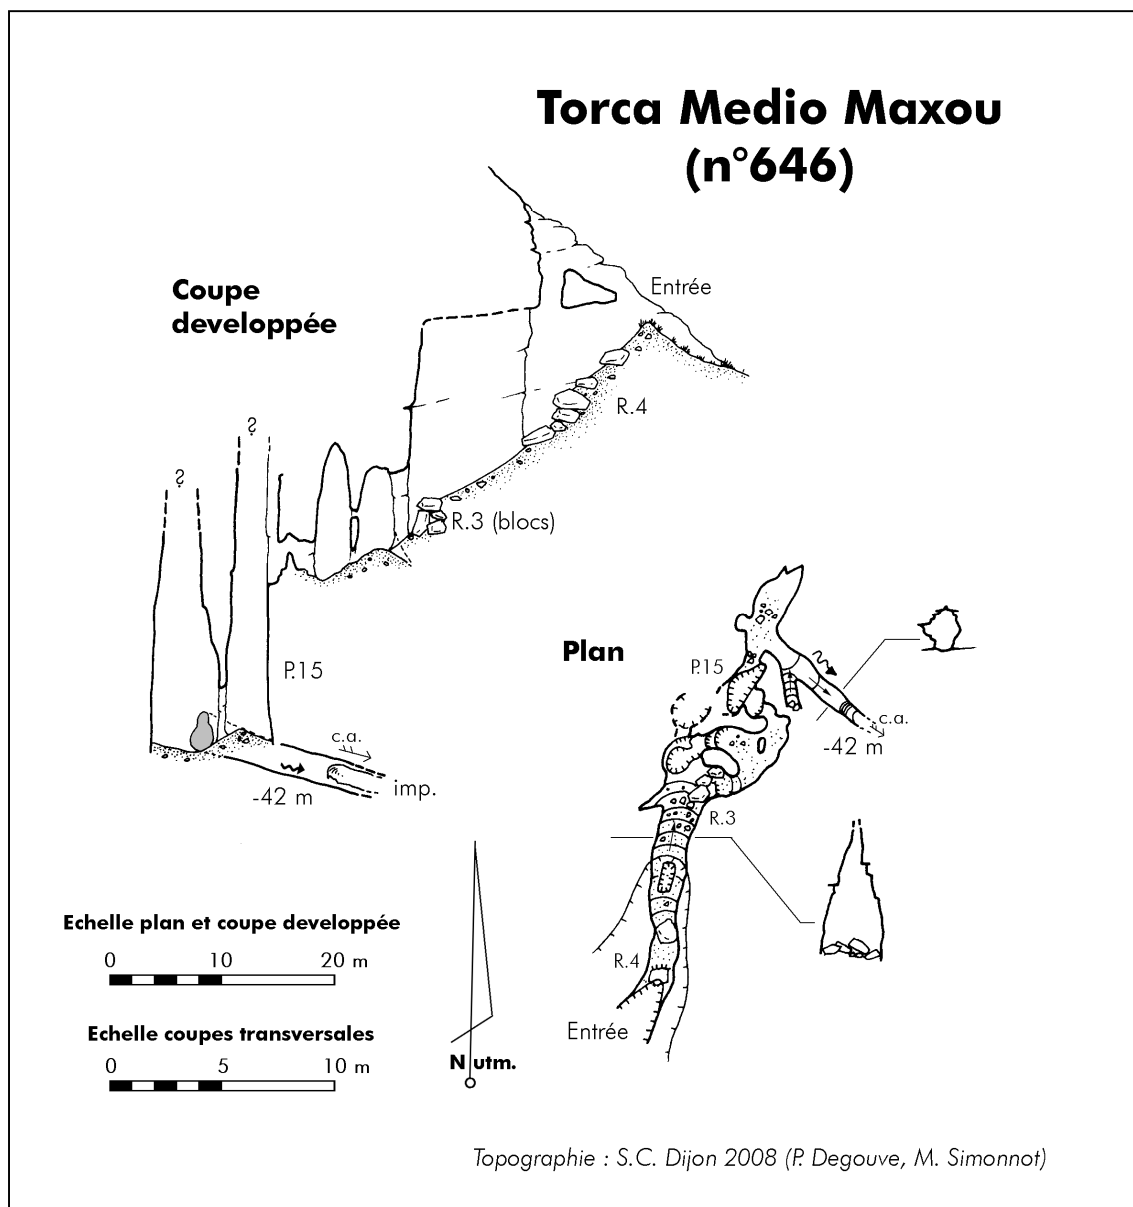 Torca Medio Maxou
(n°646)
Coupe
developpée
Entrée
R.4
?
?
R.3 (blocs)
P.15
c.a.
-42 m
imp.
Plan
P.15
c.a.
-42 m
R.3
R.4
Entrée
Echelle plan et coupe developpée
0 10 20 m
Echelle coupes transversales
0 5 10 m
N utm.
Topographie : S.C. Dijon 2008 (P. Degouve, M. Simonnot)